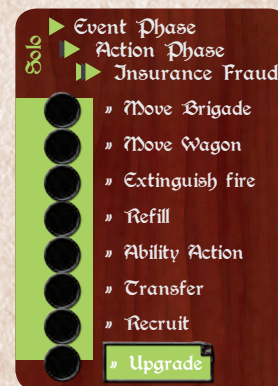 Solo
Event Phase
Action Phase
Insurance Fraud
» Move Brigade
» Move Wagon
» Extinguish fire
» Refill
» Ability Action
» Transfer
» Recruit
» Upgrade